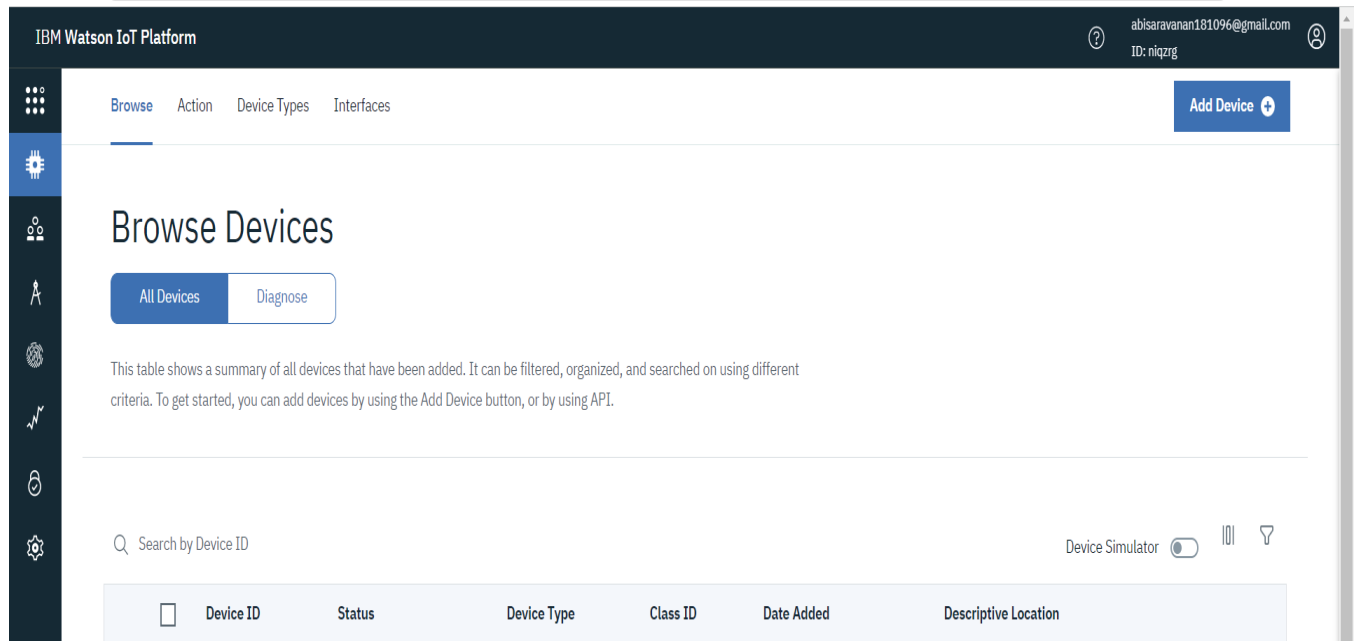 IBM Watson IoT Platform
abisaravanan181096@gmail.com
ID: niqzrg
Browse Action Device Types Interfaces
Add Device
Browse Devices
All Devices Diagnose
This table shows a summary of all devices that have been added. It can be filtered, organized, and searched on using different
criteria. To get started, you can add devices by using the Add Device button, or by using API.
Search by Device ID
Device Simulator
Device ID Status Device Type Class ID Date Added Descriptive Location